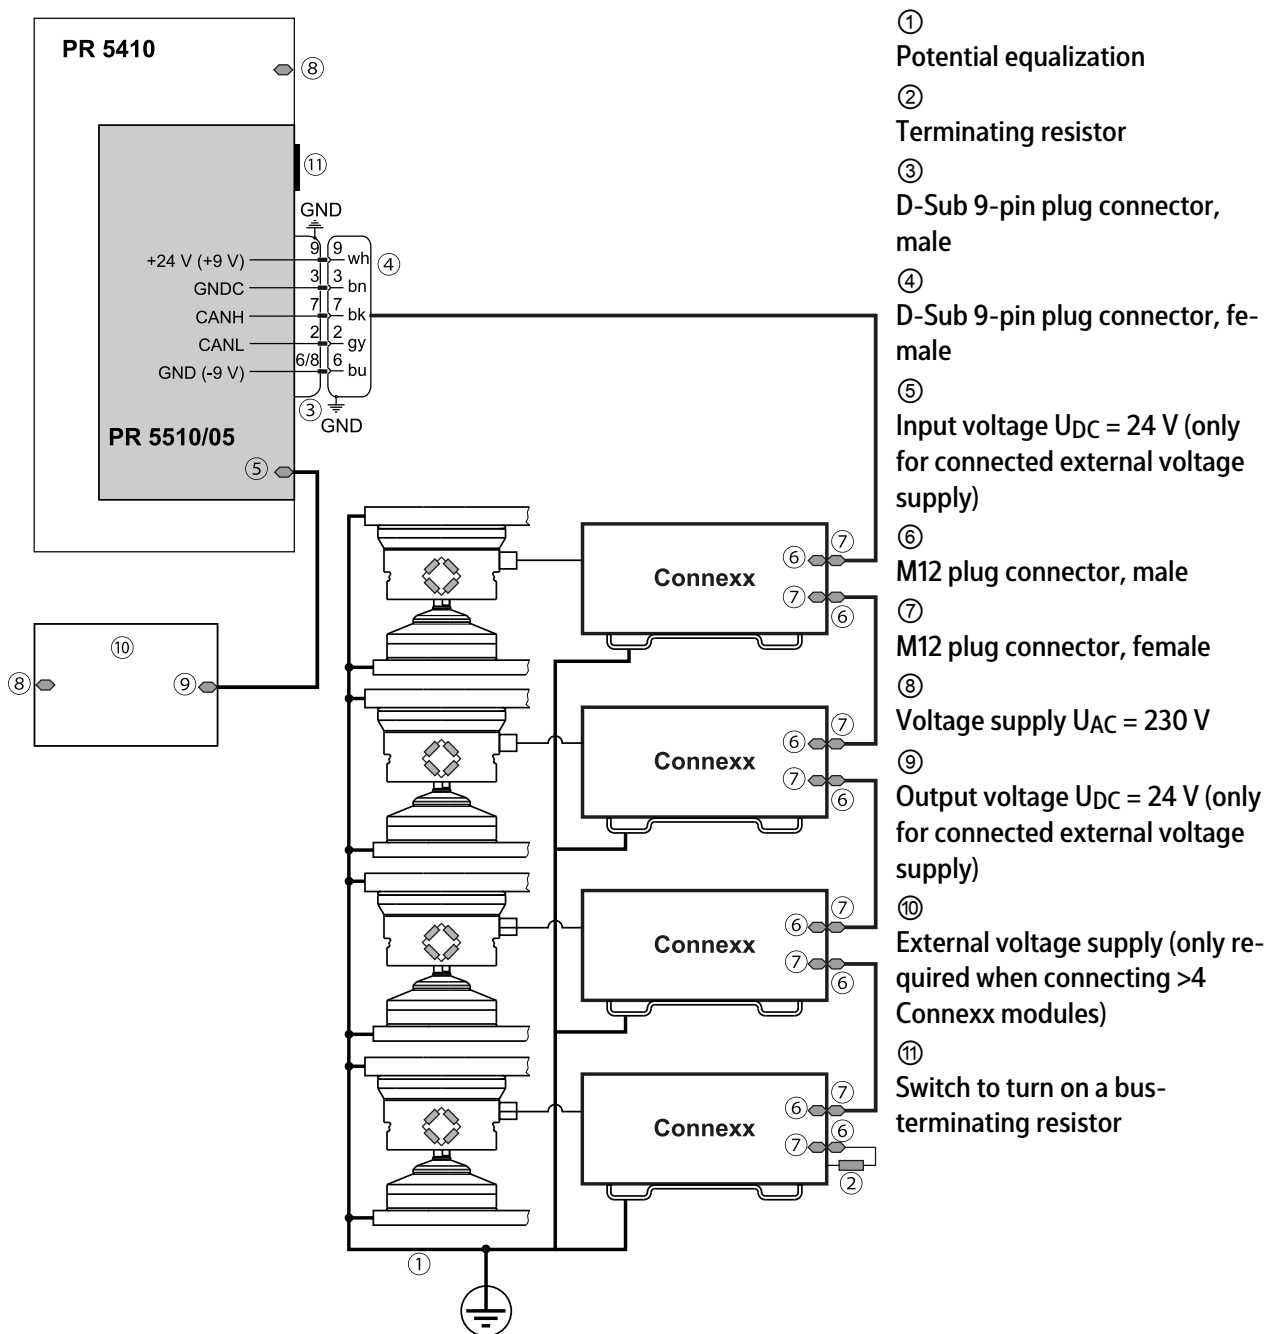 PR 5410
⑧
⑪
GND
+24 V (+9 V) 9 9 wh ④
GNDC 3 3 bn
CANH 7 7 bk
CANL 2 2 gy
GND (-9 V) 6/8 6 bu
③ GND
PR 5510/05
⑤
⑩
⑧ ⑨
Connexx ⑥ ⑦
⑦ ⑥
Connexx ⑥ ⑦
⑦ ⑥
Connexx ⑥ ⑦
⑦ ⑥
Connexx ⑥ ⑦
⑦ ⑥
②
①
①
Potential equalization
②
Terminating resistor
③
D-Sub 9-pin plug connector,
male
④
D-Sub 9-pin plug connector, fe-
male
⑤
Input voltage UDC = 24 V (only
for connected external voltage
supply)
⑥
M12 plug connector, male
⑦
M12 plug connector, female
⑧
Voltage supply UAC = 230 V
⑨
Output voltage UDC = 24 V (only
for connected external voltage
supply)
⑩
External voltage supply (only re-
quired when connecting >4
Connexx modules)
⑪
Switch to turn on a bus-
terminating resistor